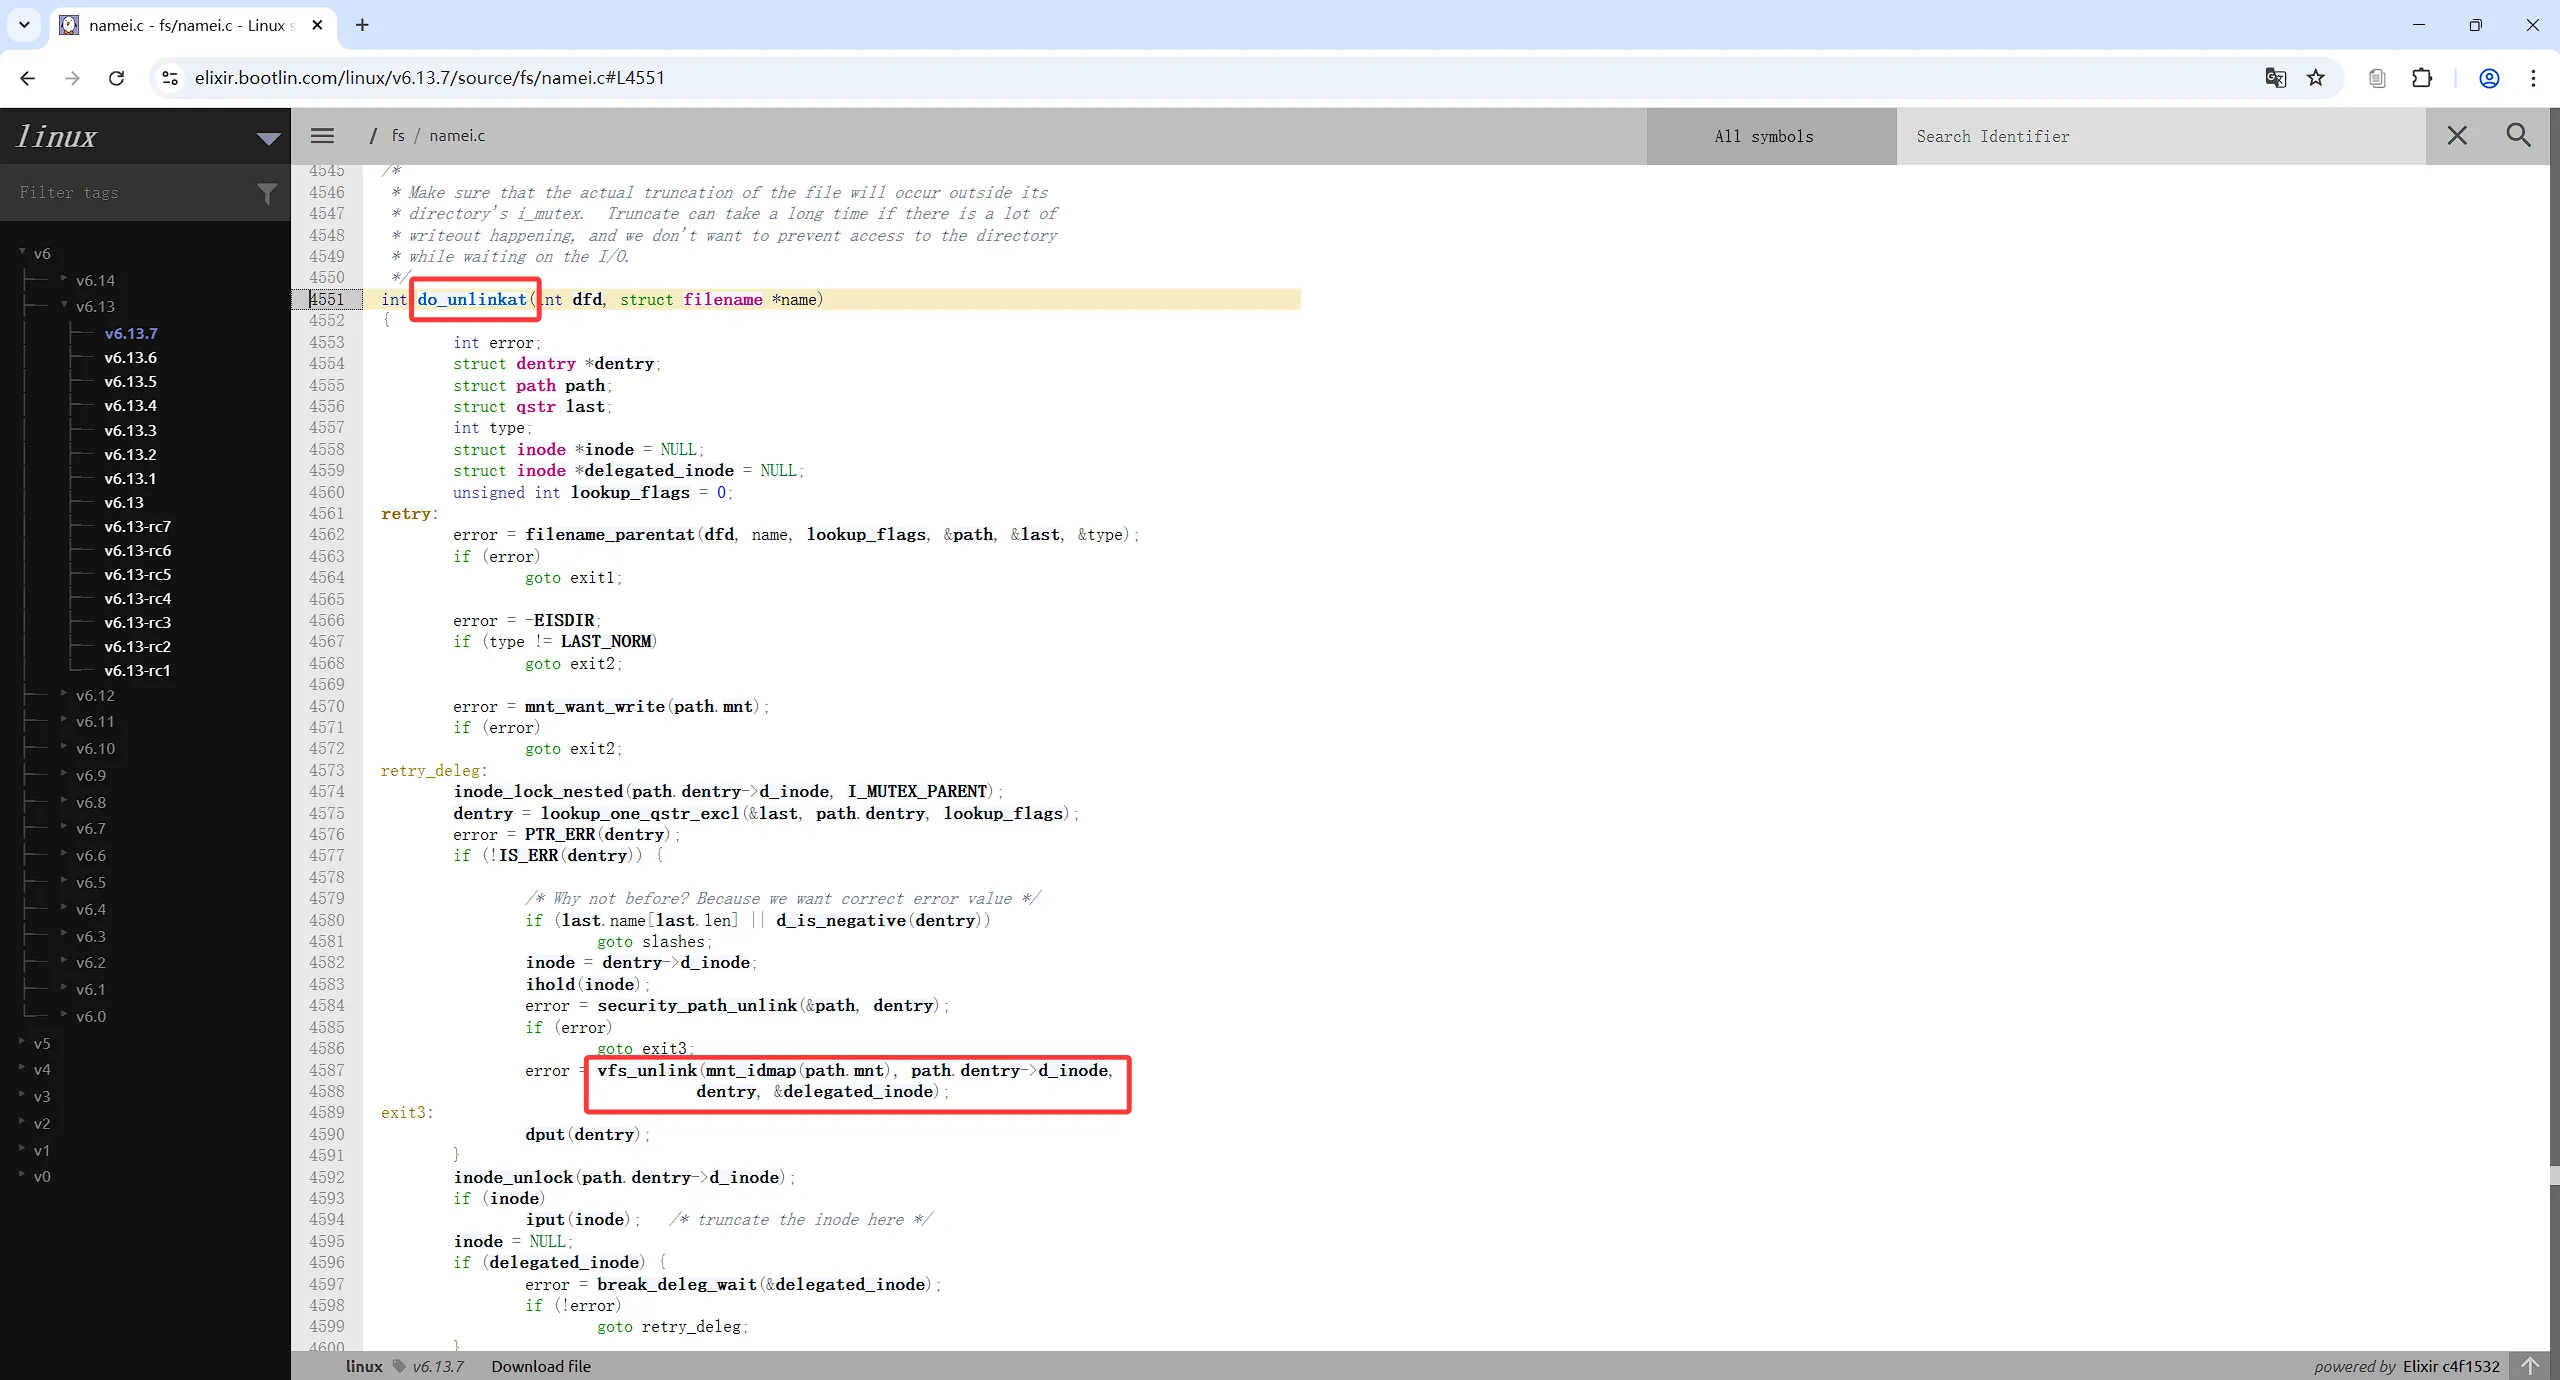 namei.c - fs/namei.c - Linux s
elixir.bootlin.com/linux/v6.13.7/source/fs/namei.c#L4551
linux
/ fs / namei.c
All symbols
Search Identifier
Filter tags
v6
v6.14
v6.13
v6.13.7
v6.13.6
v6.13.5
v6.13.4
v6.13.3
v6.13.2
v6.13.1
v6.13
v6.13-rc7
v6.13-rc6
v6.13-rc5
v6.13-rc4
v6.13-rc3
v6.13-rc2
v6.13-rc1
v6.12
v6.11
v6.10
v6.9
v6.8
v6.7
v6.6
v6.5
v6.4
v6.3
v6.2
v6.1
v6.0
v5
v4
v3
v2
v1
v0
4545 /*
4546 * Make sure that the actual truncation of the file will occur outside its
4547 * directory's i_mutex.  Truncate can take a long time if there is a lot of
4548 * writeout happening, and we don't want to prevent access to the directory
4549 * while waiting on the I/O.
4550 */
4551 int do_unlinkat(int dfd, struct filename *name)
4552 {
4553 int error;
4554 struct dentry *dentry;
4555 struct path path;
4556 struct qstr last;
4557 int type;
4558 struct inode *inode = NULL;
4559 struct inode *delegated_inode = NULL;
4560 unsigned int lookup_flags = 0;
4561 retry:
4562 error = filename_parentat(dfd, name, lookup_flags, &path, &last, &type);
4563 if (error)
4564 goto exit1;
4565
4566 error = -EISDIR;
4567 if (type != LAST_NORM)
4568 goto exit2;
4569
4570 error = mnt_want_write(path.mnt);
4571 if (error)
4572 goto exit2;
4573 retry_deleg:
4574 inode_lock_nested(path.dentry->d_inode, I_MUTEX_PARENT);
4575 dentry = lookup_one_qstr_excl(&last, path.dentry, lookup_flags);
4576 error = PTR_ERR(dentry);
4577 if (!IS_ERR(dentry)) {
4578
4579 /* Why not before? Because we want correct error value */
4580 if (last.name[last.len] || d_is_negative(dentry))
4581 goto slashes;
4582 inode = dentry->d_inode;
4583 ihold(inode);
4584 error = security_path_unlink(&path, dentry);
4585 if (error)
4586 goto exit3;
4587 error = vfs_unlink(mnt_idmap(path.mnt), path.dentry->d_inode,
4588 dentry, &delegated_inode);
4589 exit3:
4590 dput(dentry);
4591 }
4592 inode_unlock(path.dentry->d_inode);
4593 if (inode)
4594 iput(inode);   /* truncate the inode here */
4595 inode = NULL;
4596 if (delegated_inode) {
4597 error = break_deleg_wait(&delegated_inode);
4598 if (!error)
4599 goto retry_deleg;
4600 }
linux v6.13.7 Download file
powered by Elixir c4f1532